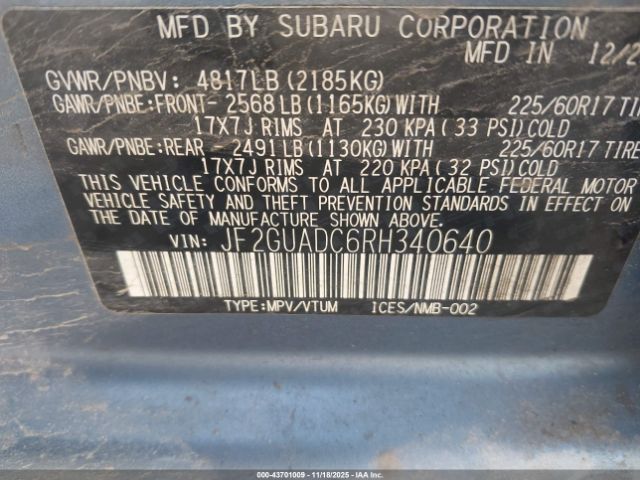 MFD BY SUBARU CORPORATION
MFD IN 12/2
GVWR/PNBV: 4817LB (2185KG)
GAWR/PNBE:FRONT- 2568 LB (1165KG)WITH 225/60R17 TIRE
17X7J RIMS AT 230 KPA (33 PSI)COLD
GAWR/PNBE:REAR - 2491 LB (1130KG)WITH 225/60R17 TIRE
17X7J RIMS AT 220 KPA (32 PSI)COLD
THIS VEHICLE CONFORMS TO ALL APPLICABLE FEDERAL MOTOR
VEHICLE SAFETY AND THEFT PREVENTION STANDARDS IN EFFECT ON
THE DATE OF MANUFACTURE SHOWN ABOVE.
VIN: JF2GUADC6RH340640
TYPE:MPV/VTUM ICES/NMB-002
000-43701009 - 11/18/2025 - COPART.COM